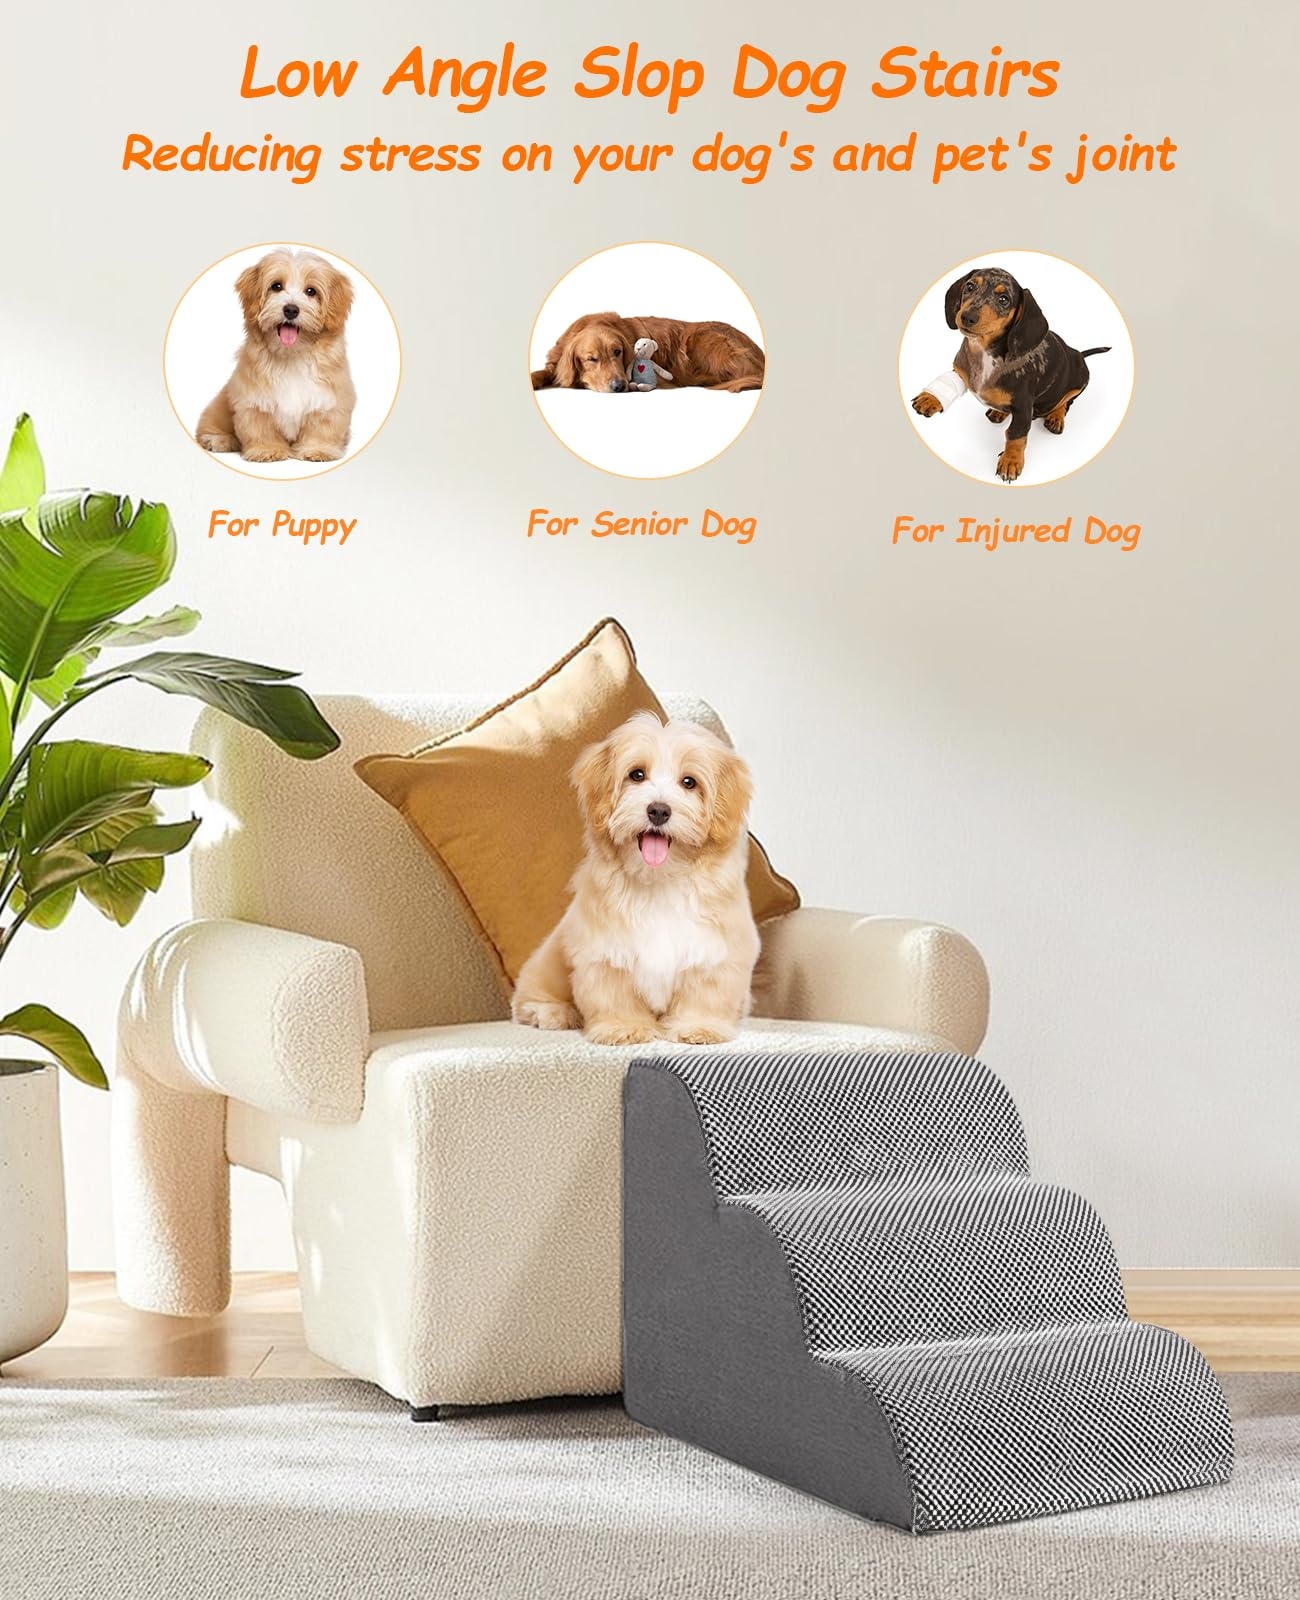 Low Angle Slop Dog Stairs
Reducing stress on your dog's and pet's joint
For Puppy
For Senior Dog
For Injured Dog